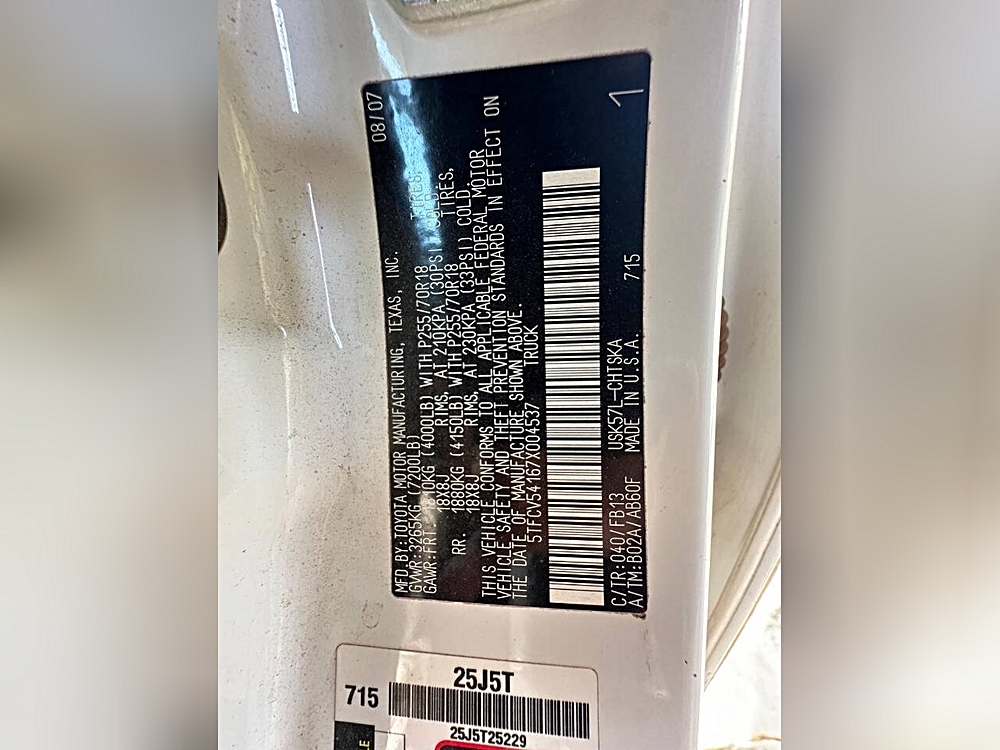 08/07
MFD.BY:TOYOTA MOTOR MANUFACTURING, TEXAS, INC.
GVWR:3265KG (7200LB)
GAWR:FRT. 1810KG (4000LB) WITH P255/70R18 TIRES,
18X8J RIMS, AT 210KPA (30PSI) COLD.
RR. 1880KG (4150LB) WITH P255/70R18 TIRES,
18X8J RIMS, AT 230KPA (33PSI) COLD.
THIS VEHICLE CONFORMS TO ALL APPLICABLE FEDERAL MOTOR
VEHICLE SAFETY AND THEFT PREVENTION STANDARDS IN EFFECT ON
THE DATE OF MANUFACTURE SHOWN ABOVE.
5TFCV54167X004537 TRUCK
C/TR:040/FB13 USK57L-CHTSKA 715 1
A/TM:B02A/AB60F MADE IN U.S.A.
25J5T
715
25J5T25229